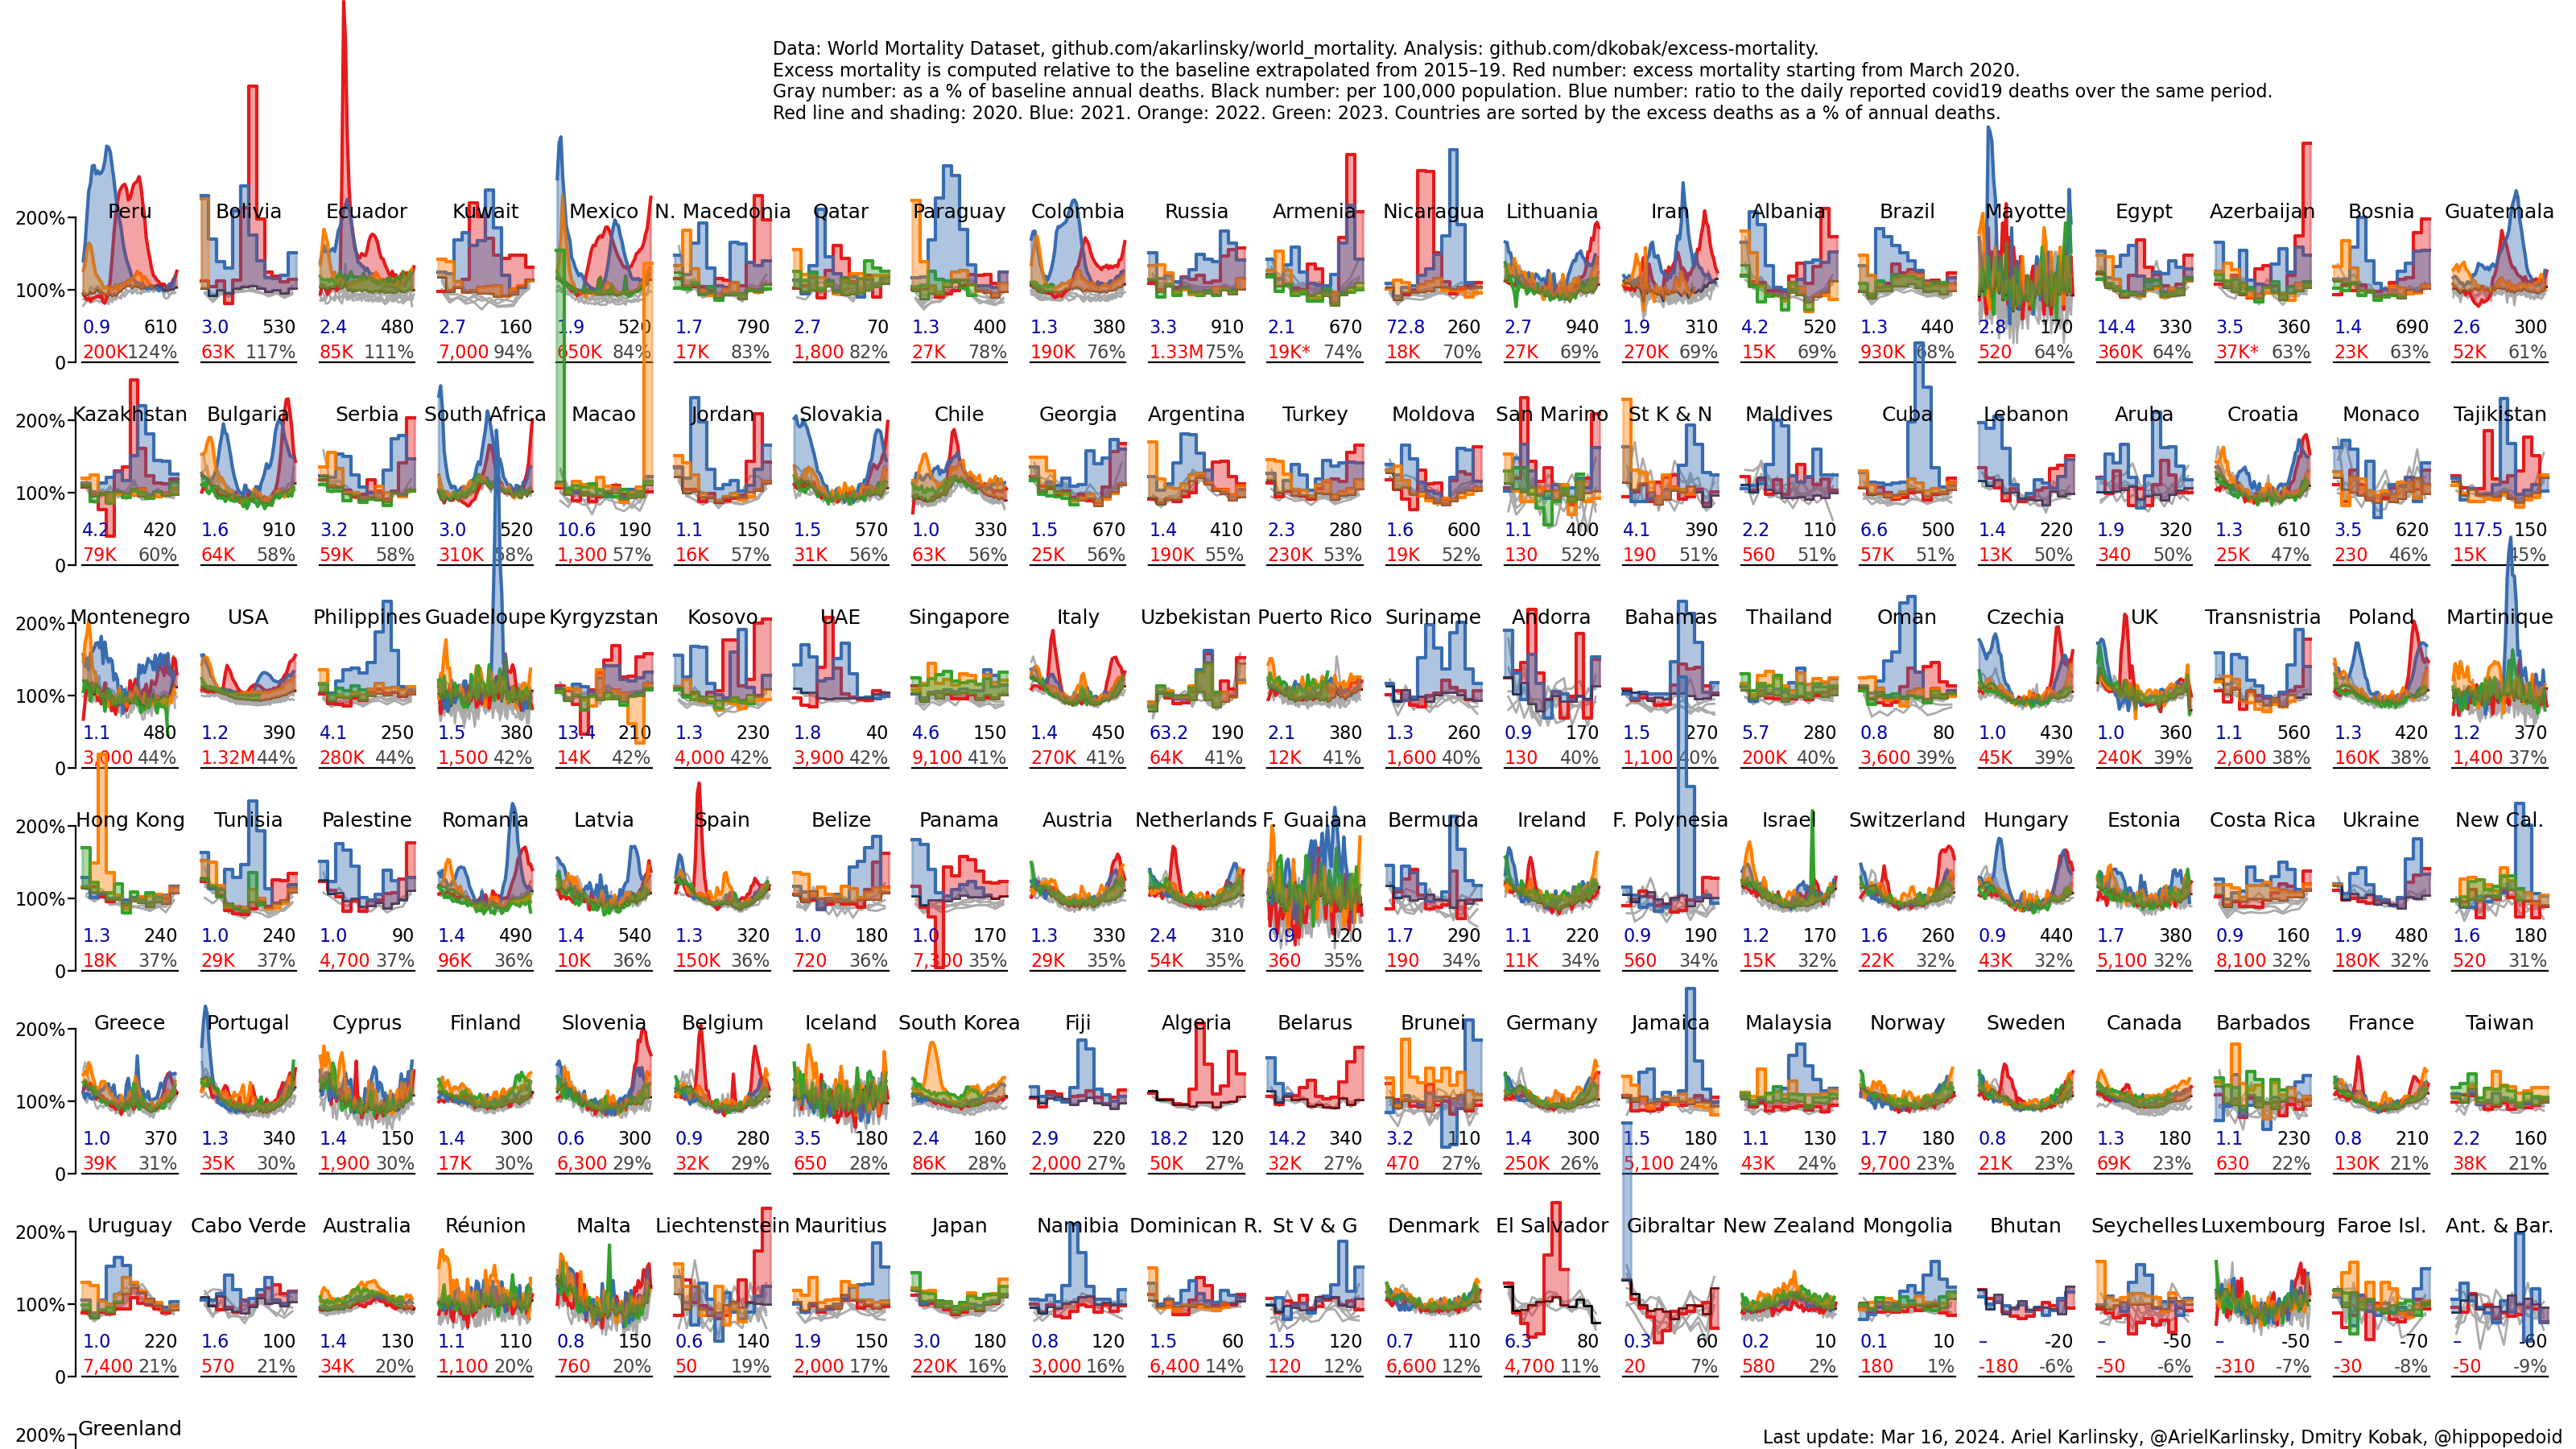 Data: World Mortality Dataset, github.com/akarlinsky/world_mortality. Analysis: github.com/dkobak/excess-mortality.
Excess mortality is computed relative to the baseline extrapolated from 2015–19. Red number: excess mortality starting from March 2020.
Gray number: as a % of baseline annual deaths. Black number: per 100,000 population. Blue number: ratio to the daily reported covid19 deaths over the same period.
Red line and shading: 2020. Blue: 2021. Orange: 2022. Green: 2023. Countries are sorted by the excess deaths as a % of annual deaths.
200% Peru Bolivia Ecuador Kuwait Mexico N. Macedonia Qatar Paraguay Colombia Russia Armenia Nicaragua Lithuania Iran Albania Brazil Mayotte Egypt Azerbaijan Bosnia Guatemala
100%
0.9 610 3.0 530 2.4 480 2.7 160 1.9 520 1.7 790 2.7 70 1.3 400 1.3 380 3.3 910 2.1 670 72.8 260 2.7 940 1.9 310 4.2 520 1.3 440 2.8 170 14.4 330 3.5 360 1.4 690 2.6 300
0 200K 124% 63K 117% 85K 111% 7,000 94% 650K 84% 17K 83% 1,800 82% 27K 78% 190K 76% 1.33M 75% 19K* 74% 18K 70% 27K 69% 270K 69% 15K 69% 930K 68% 520 64% 360K 64% 37K* 63% 23K 63% 52K 61%
200% Kazakhstan Bulgaria Serbia South Africa Macao Jordan Slovakia Chile Georgia Argentina Turkey Moldova San Marino St K & N Maldives Cuba Lebanon Aruba Croatia Monaco Tajikistan
100%
4.2 420 1.6 910 3.2 1100 3.0 520 10.6 190 1.1 150 1.5 570 1.0 330 1.5 670 1.4 410 2.3 280 1.6 600 1.1 400 4.1 390 2.2 110 6.6 500 1.4 220 1.9 320 1.3 610 3.5 620 117.5 150
0 79K 60% 64K 58% 59K 58% 310K 58% 1,300 57% 16K 57% 31K 56% 63K 56% 25K 56% 190K 55% 230K 53% 19K 52% 130 52% 190 51% 560 51% 57K 51% 13K 50% 340 50% 25K 47% 230 46% 15K 45%
200% Montenegro USA Philippines Guadeloupe Kyrgyzstan Kosovo UAE Singapore Italy Uzbekistan Puerto Rico Suriname Andorra Bahamas Thailand Oman Czechia UK Transnistria Poland Martinique
100%
1.1 480 1.2 390 4.1 250 1.5 380 13.4 210 1.3 230 1.8 40 4.6 150 1.4 450 63.2 190 2.1 380 1.3 260 0.9 170 1.5 270 5.7 280 0.8 80 1.0 430 1.0 360 1.1 560 1.3 420 1.2 370
0 3,000 44% 1.32M 44% 280K 44% 1,500 42% 14K 42% 4,000 42% 3,900 42% 9,100 41% 270K 41% 64K 41% 12K 41% 1,600 40% 130 40% 1,100 40% 200K 40% 3,600 39% 45K 39% 240K 39% 2,600 38% 160K 38% 1,400 37%
200% Hong Kong Tunisia Palestine Romania Latvia Spain Belize Panama Austria Netherlands F. Guaiana Bermuda Ireland F. Polynesia Israel Switzerland Hungary Estonia Costa Rica Ukraine New Cal.
100%
1.3 240 1.0 240 1.0 90 1.4 490 1.4 540 1.3 320 1.0 180 1.0 170 1.3 330 2.4 310 0.9 120 1.7 290 1.1 220 0.9 190 1.2 170 1.6 260 0.9 440 1.7 380 0.9 160 1.9 480 1.6 180
0 18K 37% 29K 37% 4,700 37% 96K 36% 10K 36% 150K 36% 720 36% 7,300 35% 29K 35% 54K 35% 360 35% 190 34% 11K 34% 560 34% 15K 32% 22K 32% 43K 32% 5,100 32% 8,100 32% 180K 32% 520 31%
200% Greece Portugal Cyprus Finland Slovenia Belgium Iceland South Korea Fiji Algeria Belarus Brunei Germany Jamaica Malaysia Norway Sweden Canada Barbados France Taiwan
100%
1.0 370 1.3 340 1.4 150 1.4 300 0.6 300 0.9 280 3.5 180 2.4 160 2.9 220 18.2 120 14.2 340 3.2 110 1.4 300 1.5 180 1.1 130 1.7 180 0.8 200 1.3 180 1.1 230 0.8 210 2.2 160
0 39K 31% 35K 30% 1,900 30% 17K 30% 6,300 29% 32K 29% 650 28% 86K 28% 2,000 27% 50K 27% 32K 27% 470 27% 250K 26% 5,100 24% 43K 24% 9,700 23% 21K 23% 69K 23% 630 22% 130K 21% 38K 21%
200% Uruguay Cabo Verde Australia Réunion Malta Liechtenstein Mauritius Japan Namibia Dominican R. St V & G Denmark El Salvador Gibraltar New Zealand Mongolia Bhutan Seychelles Luxembourg Faroe Isl. Ant. & Bar.
100%
1.0 220 1.6 100 1.4 130 1.1 110 0.8 150 0.6 140 1.9 150 3.0 180 0.8 120 1.5 60 1.5 120 0.7 110 6.3 80 0.3 60 0.2 10 0.1 10 – -20 – -50 – -50 – -70 – -60
0 7,400 21% 570 21% 34K 20% 1,100 20% 760 20% 50 19% 2,000 17% 220K 16% 3,000 16% 6,400 14% 120 12% 6,600 12% 4,700 11% 20 7% 580 2% 180 1% -180 -6% -50 -6% -310 -7% -30 -8% -50 -9%
200% Greenland
Last update: Mar 16, 2024. Ariel Karlinsky, @ArielKarlinsky, Dmitry Kobak, @hippopedoid